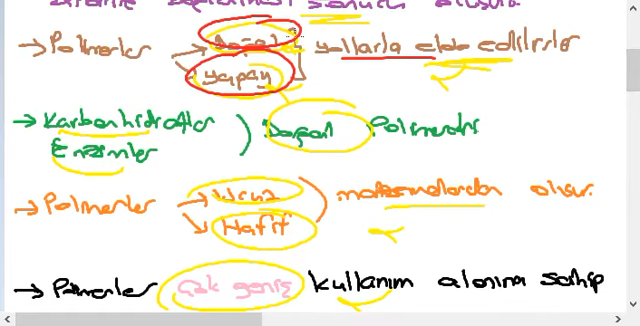 → Polimerler → Doğal yollarla elde edilirler
yapay
→ Karbonhidratlar Doğal Polimerdir
Enzimler
→ Polimerler → Ucuz malzemelerden oluşur.
→ Hafif
→ Polimerler çok geniş kullanım alanına sahip